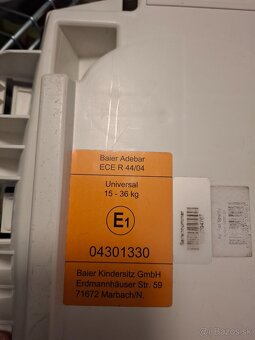 Baier Adebar
ECE R 44/04
Universal
15 - 36 kg
E1
04301330
Baier Kindersitz GmbH
Erdmannhäuser Str. 59
71672 Marbach/N.
Seriennummer